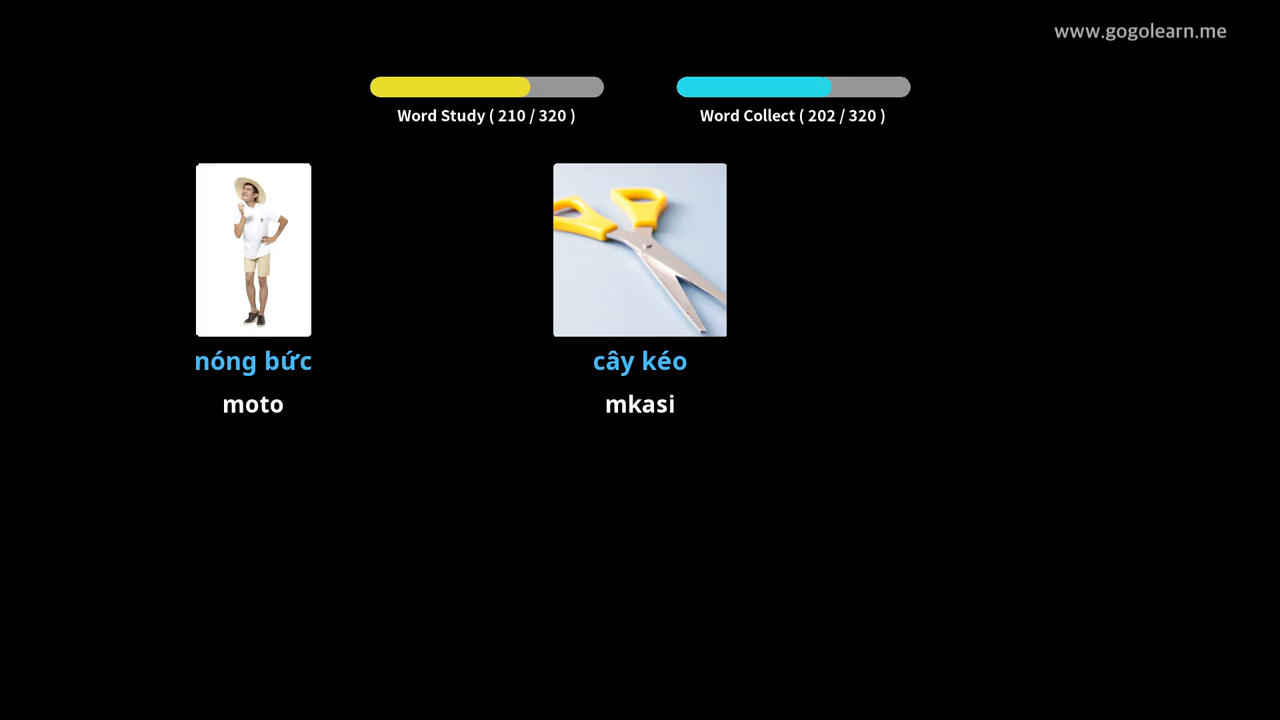 www.gogolearn.me
Word Study ( 210 / 320 )
Word Collect ( 202 / 320 )
nóng bức
moto
cây kéo
mkasi